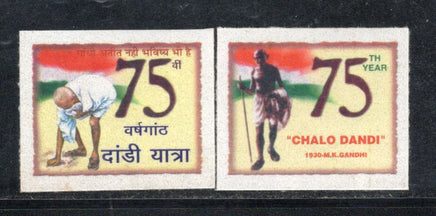 गांधी अतीत नहीं भविष्य भी है
75 वीं
वर्षगांठ
दांडी यात्रा
75 TH
YEAR
"CHALO DANDI"
1930-M.K.GANDHI